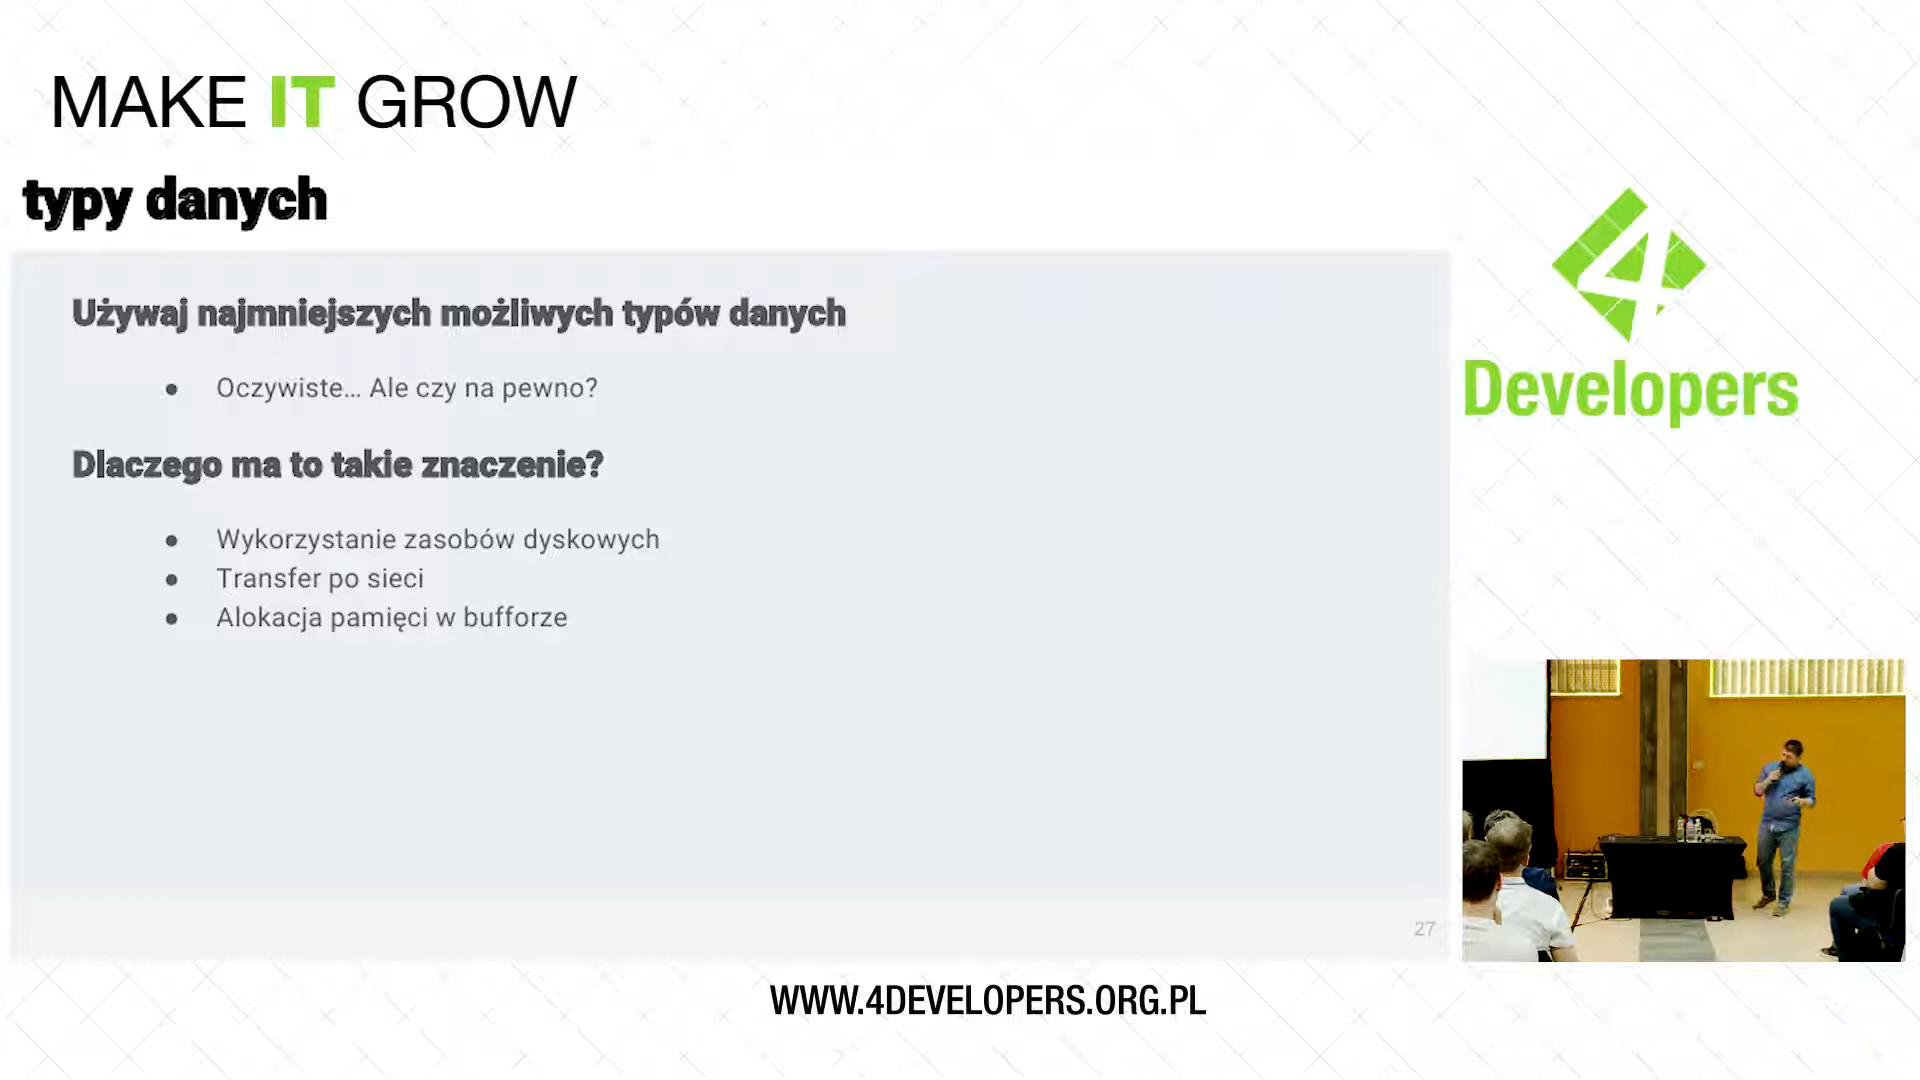 MAKE IT GROW
typy danych
Używaj najmniejszych możliwych typów danych
● Oczywiste... Ale czy na pewno?
Dlaczego ma to takie znaczenie?
● Wykorzystanie zasobów dyskowych
● Transfer po sieci
● Alokacja pamięci w bufforze
27
4
Developers
WWW.4DEVELOPERS.ORG.PL